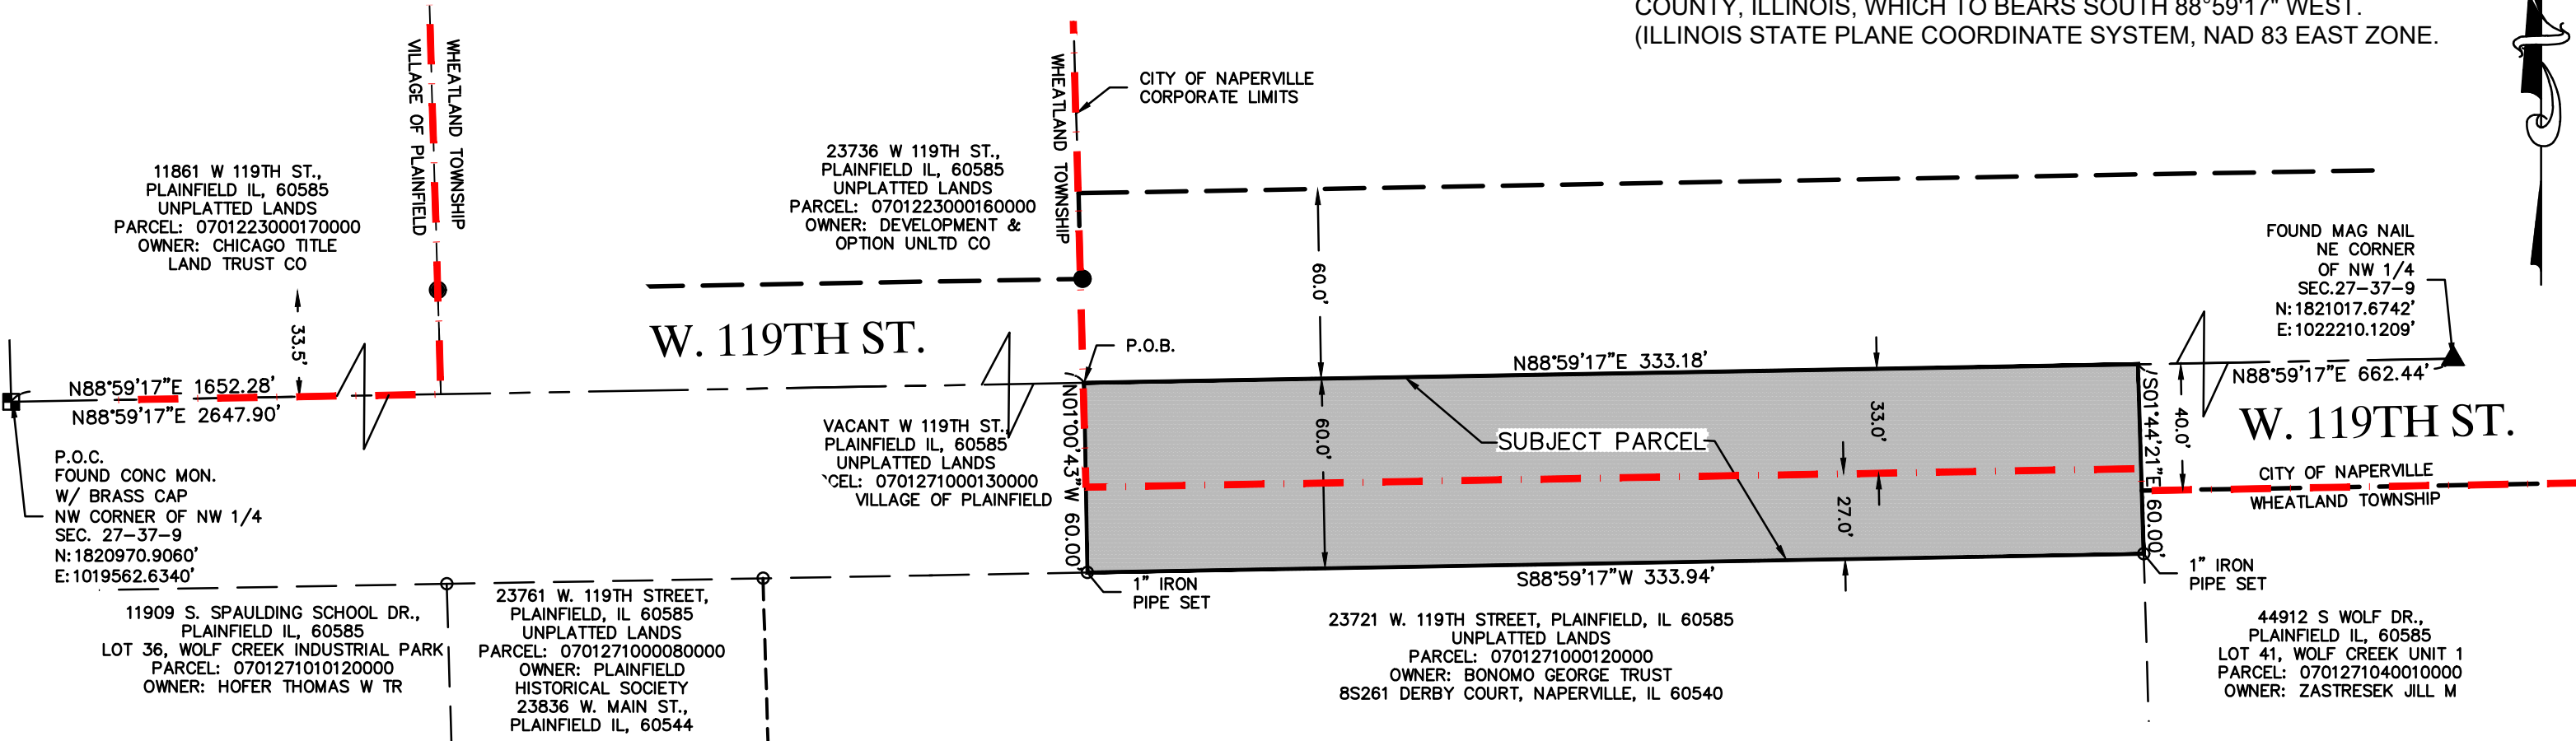 COUNTY, ILLINOIS, WHICH TO BEARS SOUTH 88°59'17" WEST.
(ILLINOIS STATE PLANE COORDINATE SYSTEM, NAD 83 EAST ZONE.
VILLAGE OF PLAINFIELD
WHEATLAND TOWNSHIP
WHEATLAND TOWNSHIP
CITY OF NAPERVILLE
CORPORATE LIMITS
11861 W 119TH ST.,
PLAINFIELD IL, 60585
UNPLATTED LANDS
PARCEL: 0701223000170000
OWNER: CHICAGO TITLE
LAND TRUST CO
23736 W 119TH ST.,
PLAINFIELD IL, 60585
UNPLATTED LANDS
PARCEL: 0701223000160000
OWNER: DEVELOPMENT &
OPTION UNLTD CO
FOUND MAG NAIL
NE CORNER
OF NW 1/4
SEC.27-37-9
N:1821017.6742'
E:1022210.1209'
33.5'
60.0'
W. 119TH ST.
P.O.B.
N88°59'17"E 333.18'
N88°59'17"E 662.44'
N88°59'17"E 1652.28'
N88°59'17"E 2647.90'
P.O.C.
FOUND CONC MON.
W/ BRASS CAP
NW CORNER OF NW 1/4
SEC. 27-37-9
N:1820970.9060'
E:1019562.6340'
VACANT W 119TH ST.,
PLAINFIELD IL, 60585
UNPLATTED LANDS
CEL: 0701271000130000
VILLAGE OF PLAINFIELD
N01°00'43"W 60.00'
60.0'
SUBJECT PARCEL
33.0'
27.0'
S01°44'21"E 60.00'
40.0'
W. 119TH ST.
CITY OF NAPERVILLE
WHEATLAND TOWNSHIP
1" IRON
PIPE SET
S88°59'17"W 333.94'
1" IRON
PIPE SET
11909 S. SPAULDING SCHOOL DR.,
PLAINFIELD IL, 60585
LOT 36, WOLF CREEK INDUSTRIAL PARK
PARCEL: 0701271010120000
OWNER: HOFER THOMAS W TR
23761 W. 119TH STREET,
PLAINFIELD, IL 60585
UNPLATTED LANDS
PARCEL: 0701271000080000
OWNER: PLAINFIELD
HISTORICAL SOCIETY
23836 W. MAIN ST.,
PLAINFIELD IL, 60544
23721 W. 119TH STREET, PLAINFIELD, IL 60585
UNPLATTED LANDS
PARCEL: 0701271000120000
OWNER: BONOMO GEORGE TRUST
8S261 DERBY COURT, NAPERVILLE, IL 60540
44912 S WOLF DR.,
PLAINFIELD IL, 60585
LOT 41, WOLF CREEK UNIT 1
PARCEL: 0701271040010000
OWNER: ZASTRESEK JILL M